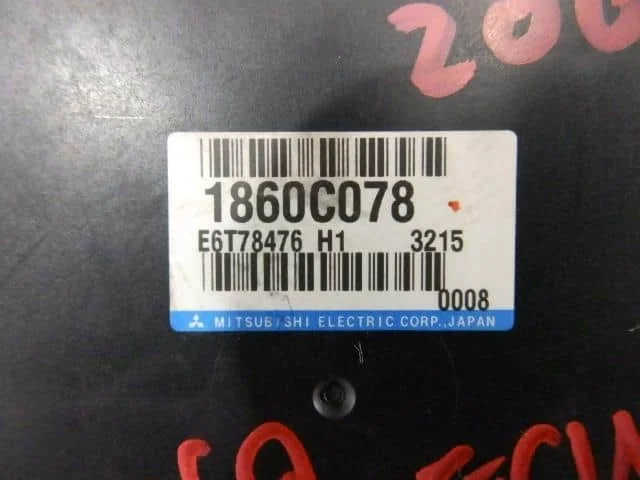 1860C078
E6T78476 H1 3215
0008
MITSUBISHI ELECTRIC CORP.,JAPAN